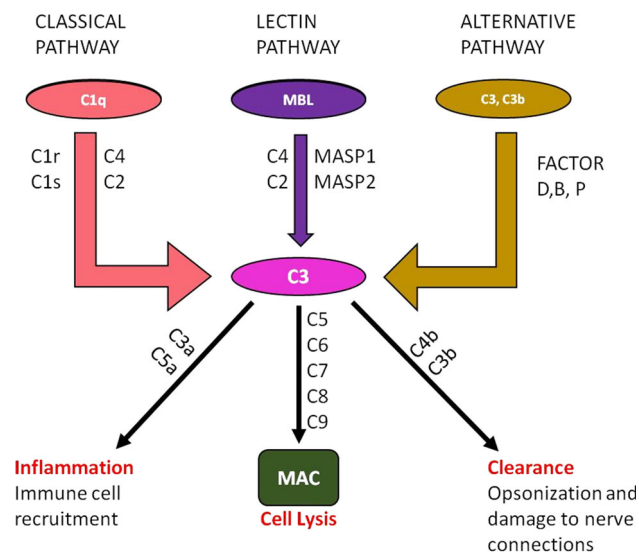 CLASSICAL
PATHWAY
LECTIN
PATHWAY
ALTERNATIVE
PATHWAY
C1q
MBL
C3, C3b
C1r
C1s
C4
C2
C4
C2
MASP1
MASP2
FACTOR
D,B, P
C3
C3a
C5a
C5
C6
C7
C8
C9
C4b
C3b
Inflammation
Immune cell
recruitment
MAC
Cell Lysis
Clearance
Opsonization and
damage to nerve
connections